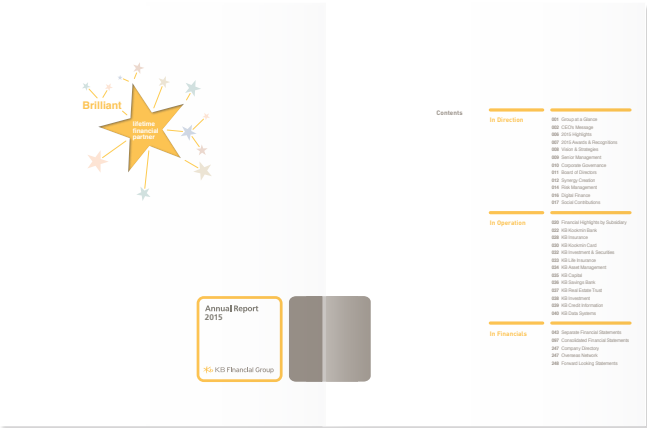 Brilliant
lifetime
financial
partner
Annual Report
2015
KB Financial Group
Contents
In Direction
001 Group at a Glance
002 CEO's Message
006 2015 Highlights
007 2015 Awards & Recognitions
008 Vision & Strategies
009 Senior Management
010 Corporate Governance
011 Board of Directors
012 Synergy Creation
014 Risk Management
016 Digital Finance
017 Social Contributions
In Operation
020 Financial Highlights by Subsidiary
022 KB Kookmin Bank
028 KB Insurance
030 KB Kookmin Card
032 KB Investment & Securities
033 KB Life Insurance
034 KB Asset Management
035 KB Capital
036 KB Savings Bank
037 KB Real Estate Trust
038 KB Investment
039 KB Credit Information
040 KB Data Systems
In Financials
042 Separate Financial Statements
Consolidated Financial Statements
247 Company Directory
247 Overseas Network
248 Forward Looking Statements